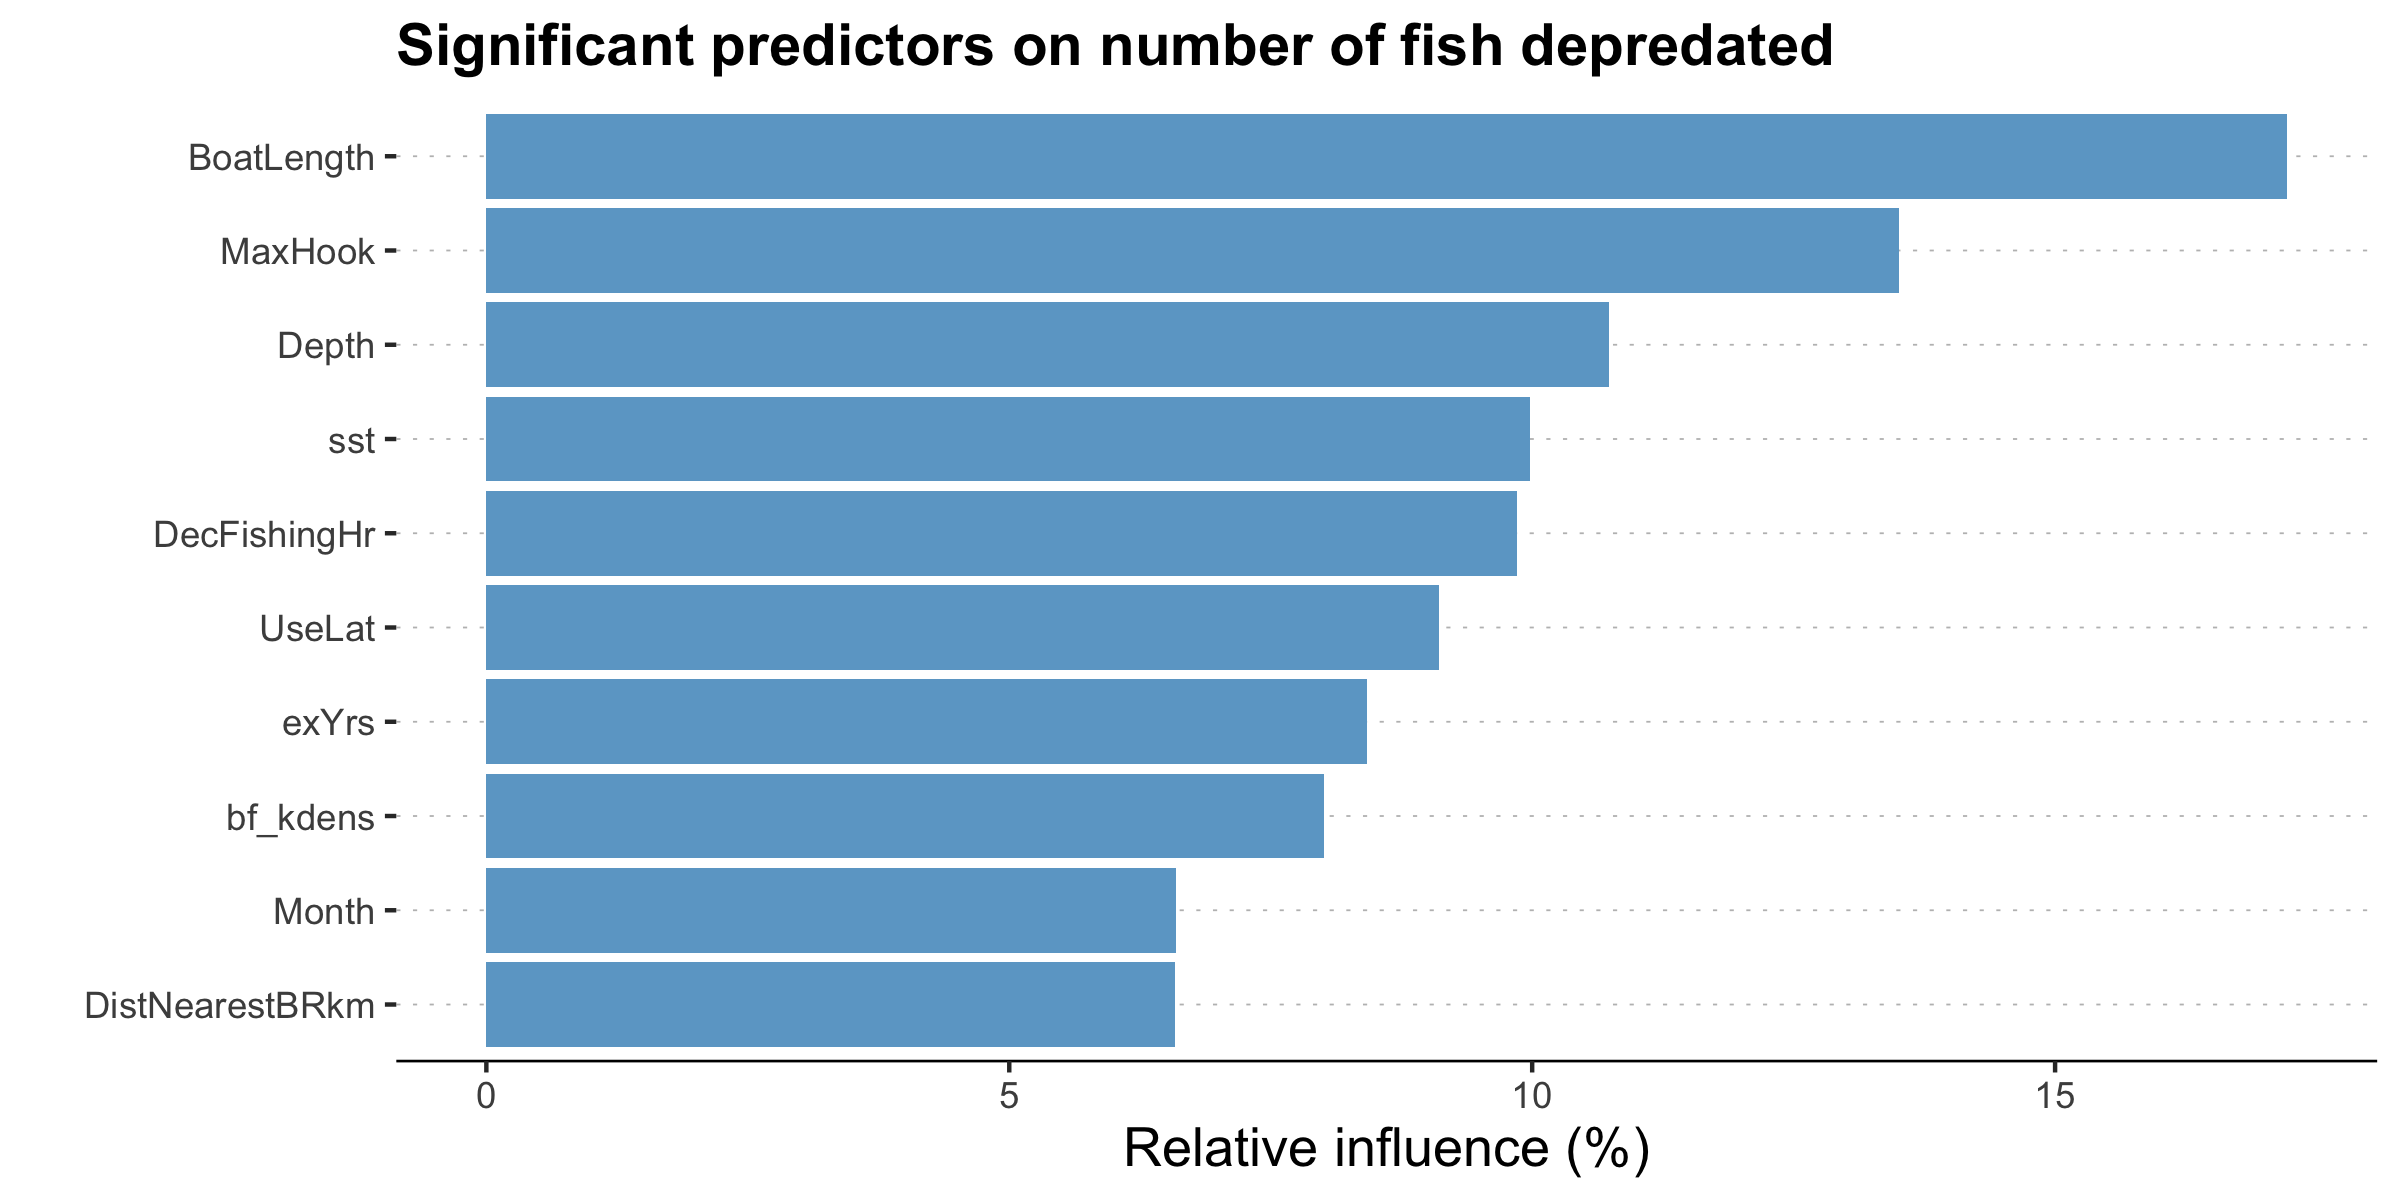 Significant predictors on number of fish depredated
BoatLength
MaxHook
Depth
sst
DecFishingHr
UseLat
exYrs
bf_kdens
Month
DistNearestBRkm
0 5 10 15
Relative influence (%)